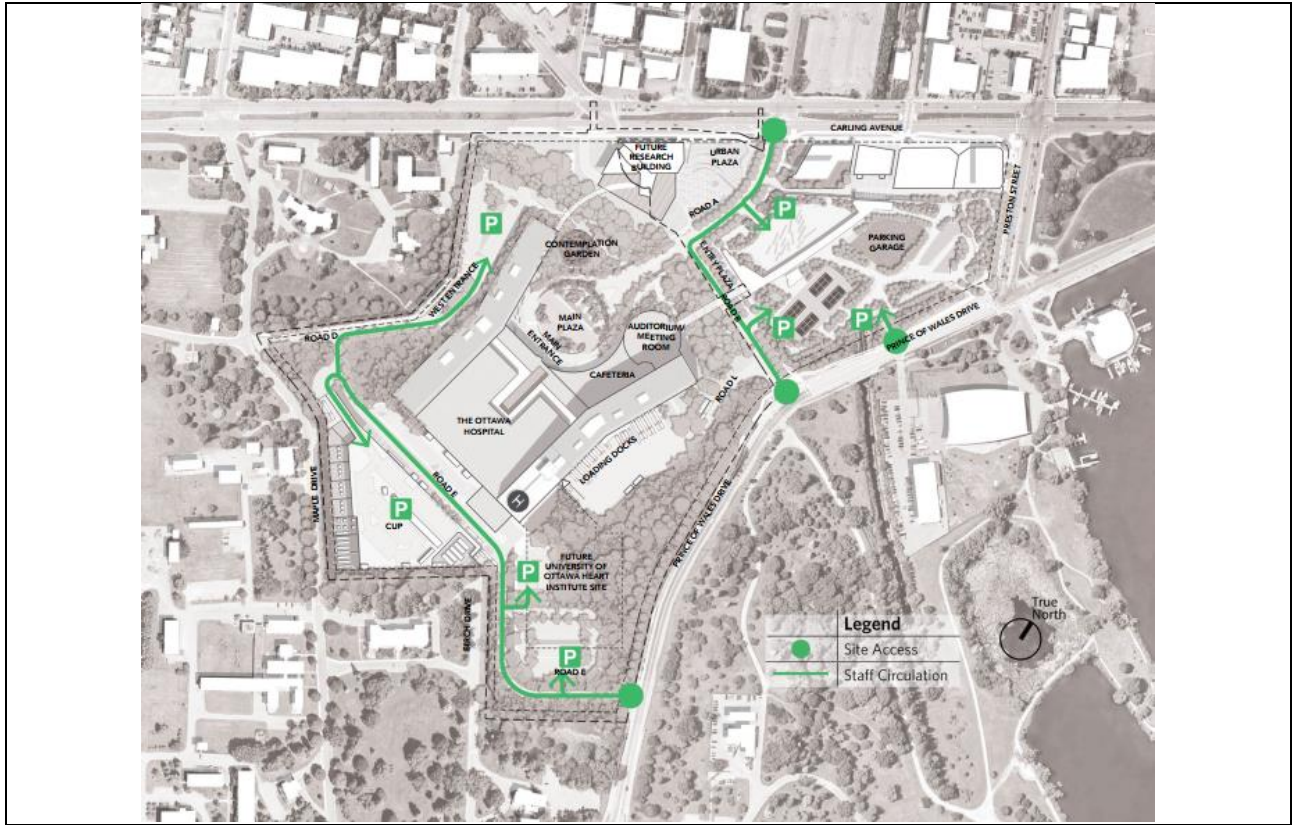 CARLING AVENUE
FUTURE
RESEARCH
BUILDING
URBAN
PLAZA
PRESTON STREET
ROAD A
P
P
CONTEMPLATION
GARDEN
PARKING
GARAGE
ENTRY PLAZA
WEST ENTRANCE
MAIN
PLAZA
ROAD B
P
P
PRINCE OF WALES DRIVE
ROAD D
MAIN
ENTRANCE
AUDITORIUM/
MEETING
ROOM
CAFETERIA
ROAD L
THE OTTAWA
HOSPITAL
LOADING DOCKS
ROAD E
MAPLE DRIVE
H
P
CUP
PRINCE OF WALES DRIVE
FUTURE
UNIVERSITY OF
OTTAWA HEART
INSTITUTE SITE
P
BIRCH DRIVE
P
ROAD E
True
North
Legend
Site Access
Staff Circulation